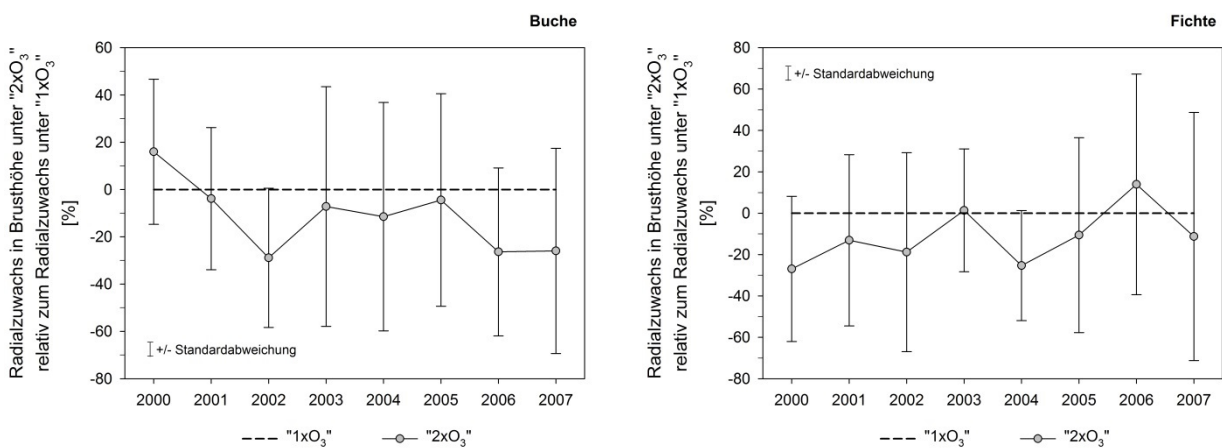 Buche
Radialzuwachs in Brusthöhe unter "2xO₃"
relativ zum Radialzuwachs unter "1xO₃"
[%]
60
40
20
0
-20
-40
-60
-80
+/- Standardabweichung
2000 2001 2002 2003 2004 2005 2006 2007
"1xO₃" "2xO₃"
Fichte
Radialzuwachs in Brusthöhe unter "2xO₃"
relativ zum Radialzuwachs unter "1xO₃"
[%]
80
60
40
20
0
-20
-40
-60
-80
+/- Standardabweichung
2000 2001 2002 2003 2004 2005 2006 2007
"1xO₃" "2xO₃"